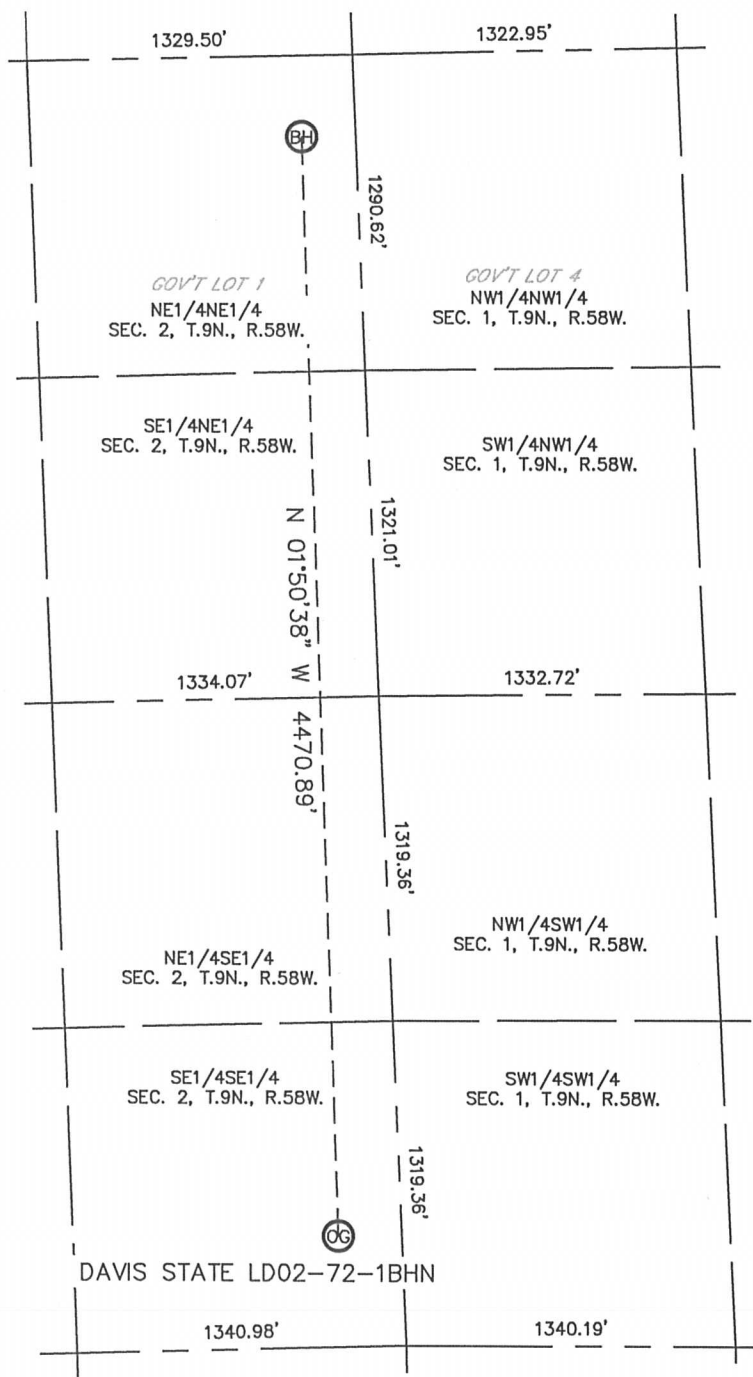 1329.50'
1322.95'
BH
1290.62'
GOV'T LOT 1
NE1/4NE1/4
SEC. 2, T.9N., R.58W.
GOV'T LOT 4
NW1/4NW1/4
SEC. 1, T.9N., R.58W.
SE1/4NE1/4
SEC. 2, T.9N., R.58W.
SW1/4NW1/4
SEC. 1, T.9N., R.58W.
N 01°50'38" W 4470.89'
1321.01'
1334.07'
1332.72'
1319.36'
NE1/4SE1/4
SEC. 2, T.9N., R.58W.
NW1/4SW1/4
SEC. 1, T.9N., R.58W.
SE1/4SE1/4
SEC. 2, T.9N., R.58W.
SW1/4SW1/4
SEC. 1, T.9N., R.58W.
1319.36'
OG
DAVIS STATE LD02-72-1BHN
1340.98'
1340.19'